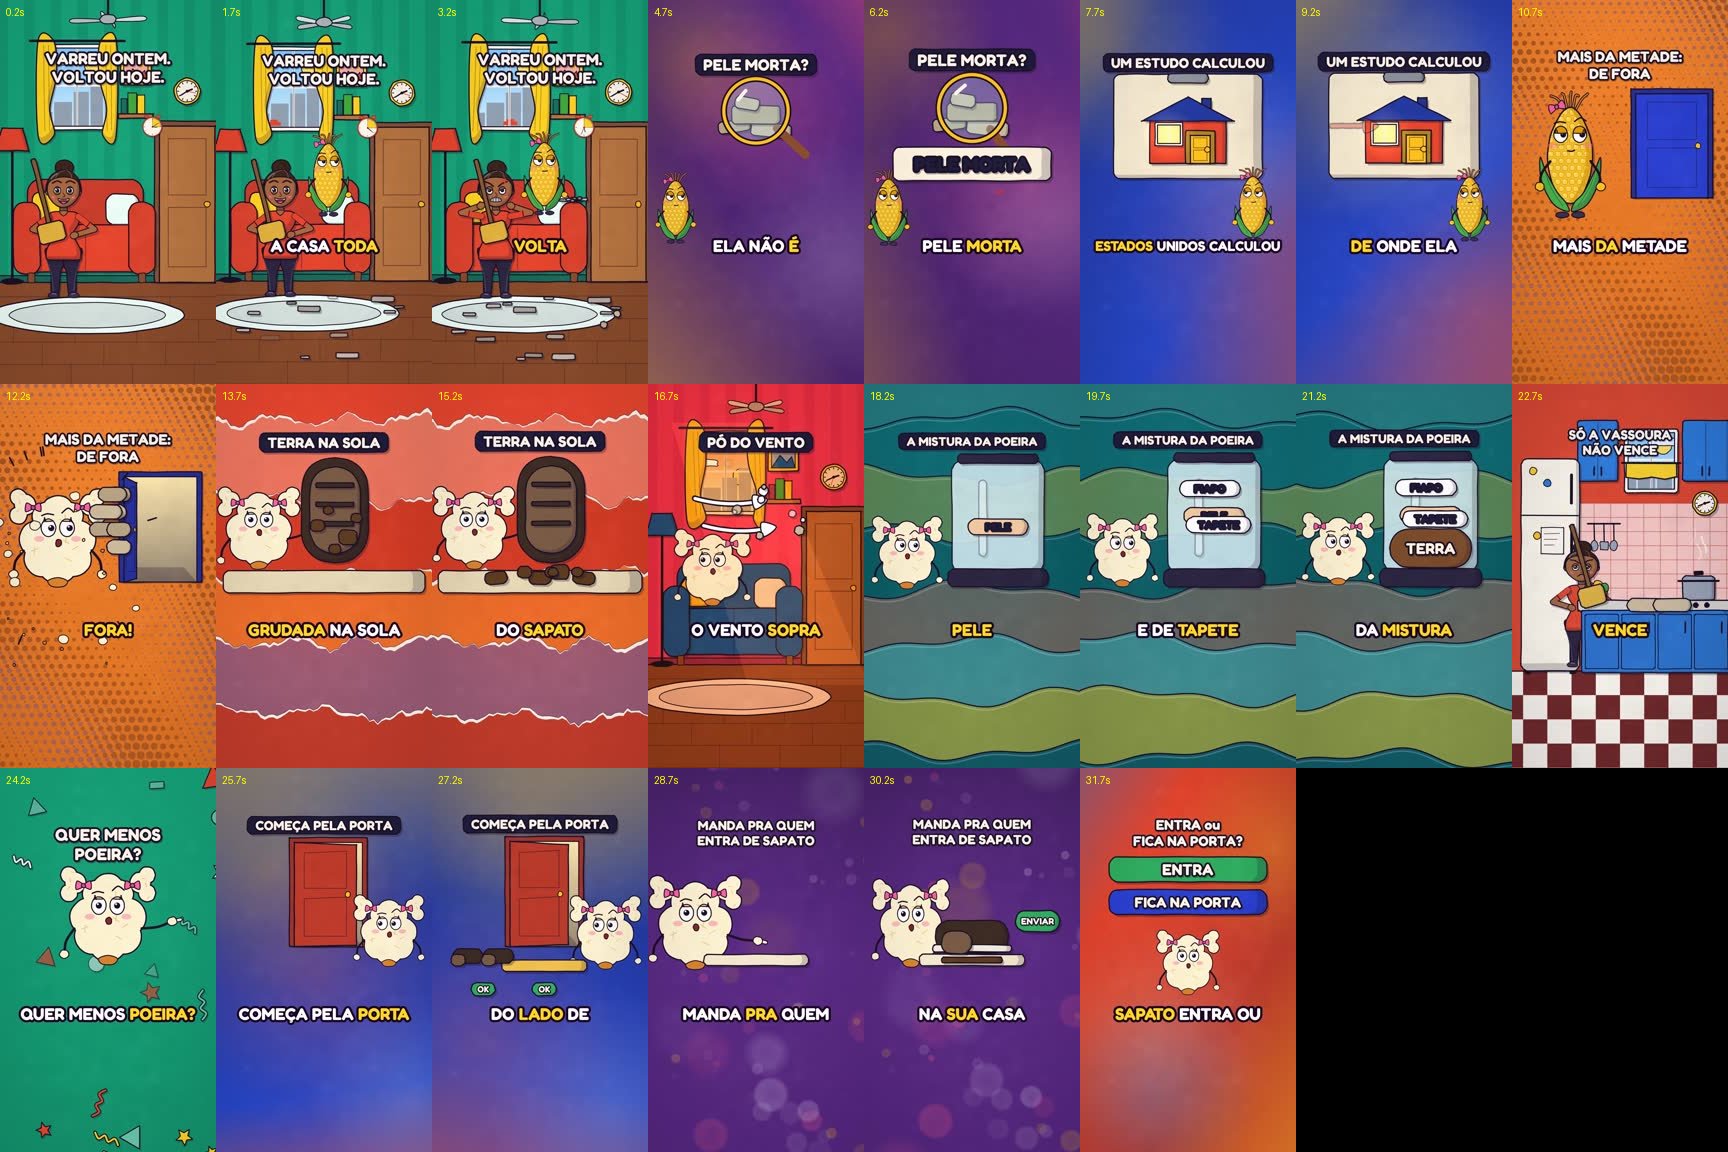 0.2s
VARREU ONTEM.
VOLTOU HOJE.
1.7s
VARREU ONTEM.
VOLTOU HOJE.
A CASA TODA
3.2s
VARREU ONTEM.
VOLTOU HOJE.
VOLTA
4.7s
PELE MORTA?
ELA NÃO É
6.2s
PELE MORTA?
PELE MORTA
PELE MORTA
7.7s
UM ESTUDO CALCULOU
ESTADOS UNIDOS CALCULOU
9.2s
UM ESTUDO CALCULOU
DE ONDE ELA
10.7s
MAIS DA METADE:
DE FORA
MAIS DA METADE
12.2s
MAIS DA METADE:
DE FORA
FORA!
13.7s
TERRA NA SOLA
GRUDADA NA SOLA
15.2s
TERRA NA SOLA
DO SAPATO
16.7s
PÓ DO VENTO
O VENTO SOPRA
18.2s
A MISTURA DA POEIRA
PELE
PELE
19.7s
A MISTURA DA POEIRA
FIAPO
TAPETE
E DE TAPETE
21.2s
A MISTURA DA POEIRA
FIAPO
TAPETE
TERRA
DA MISTURA
22.7s
SÓ A VASSOURA
NÃO VENCE
VENCE
24.2s
QUER MENOS
POEIRA?
QUER MENOS POEIRA?
25.7s
COMEÇA PELA PORTA
COMEÇA PELA PORTA
27.2s
COMEÇA PELA PORTA
OK
OK
DO LADO DE
28.7s
MANDA PRA QUEM
ENTRA DE SAPATO
MANDA PRA QUEM
30.2s
MANDA PRA QUEM
ENTRA DE SAPATO
ENVIAR
NA SUA CASA
31.7s
ENTRA ou
FICA NA PORTA?
ENTRA
FICA NA PORTA
SAPATO ENTRA OU